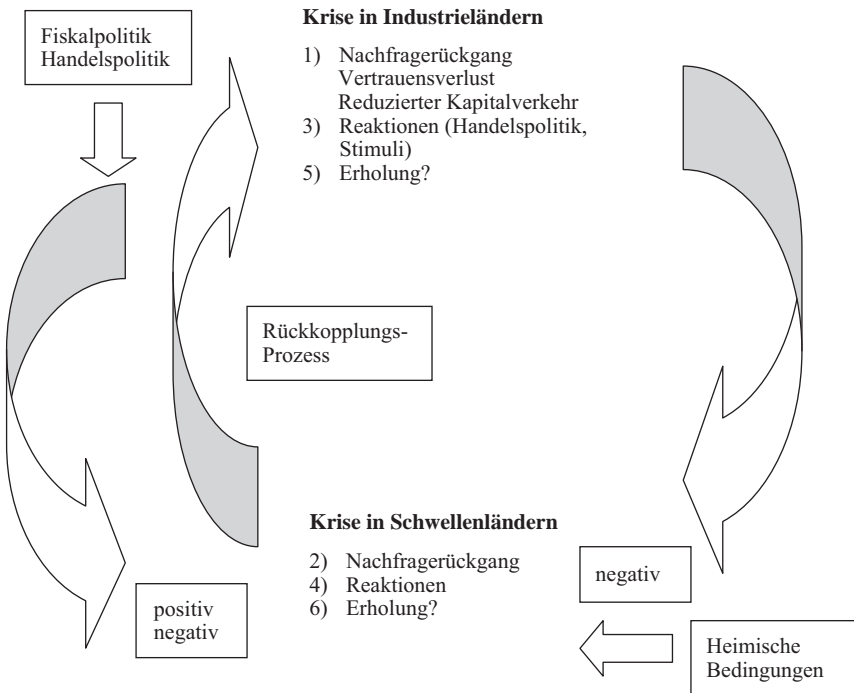 Krise in Industrieländern
Fiskalpolitik
Handelspolitik
1) Nachfragerückgang
Vertrauensverlust
Reduzierter Kapitalverkehr
3) Reaktionen (Handelspolitik,
Stimuli)
5) Erholung?
Rückkopplungs-
Prozess
Krise in Schwellenländern
2) Nachfragerückgang
4) Reaktionen
6) Erholung?
negativ
positiv
negativ
Heimische
Bedingungen